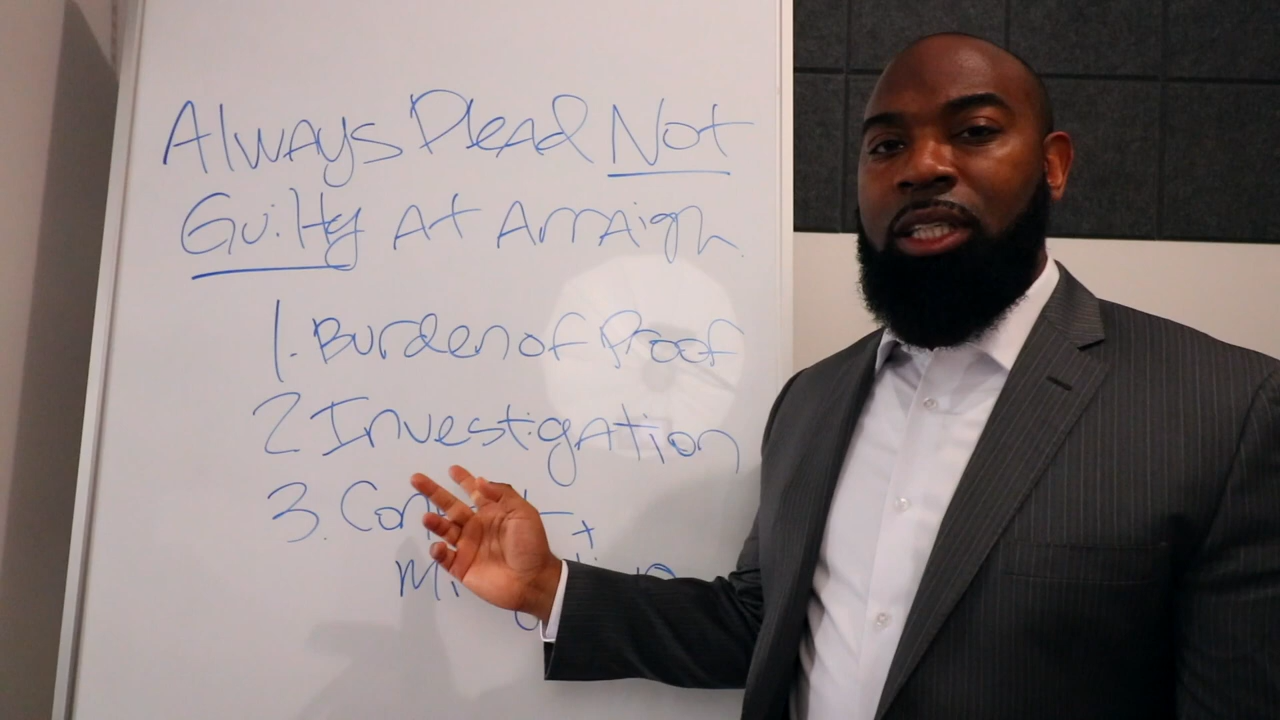 Always Plead Not
Guilty At Arraign.
1. Burden of Proof
2 Investigation
3.
+